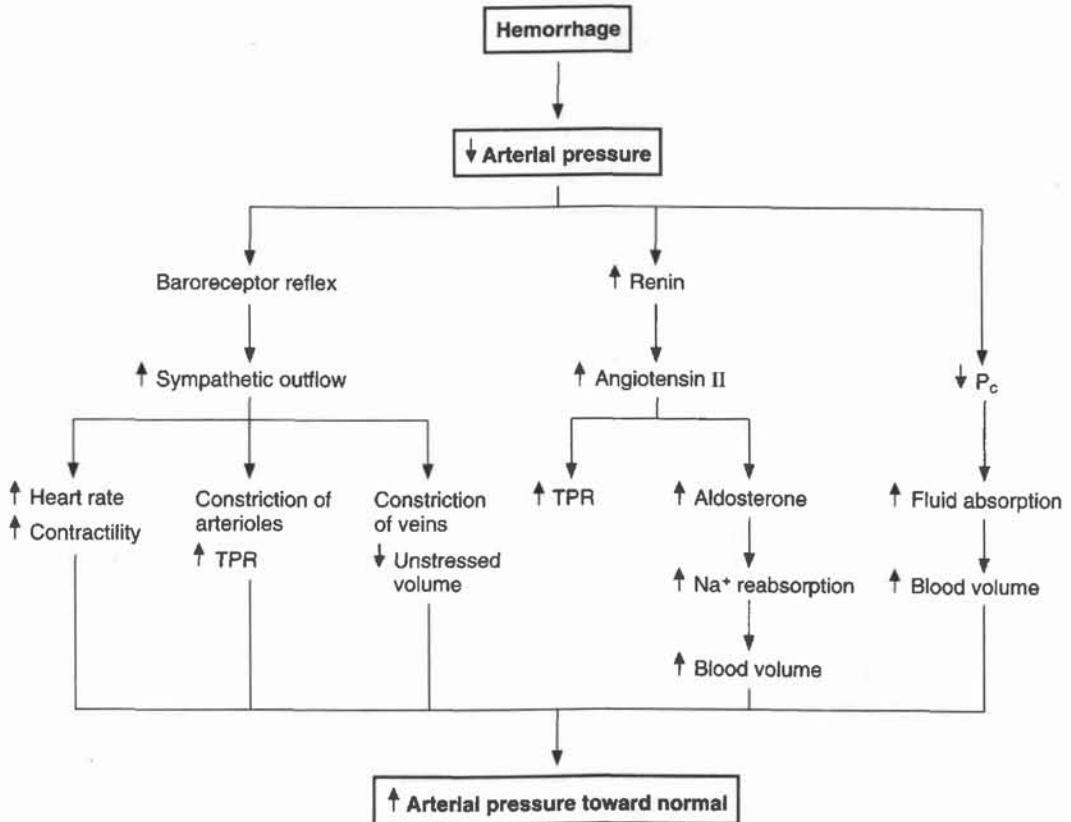 Hemorrhage
↓ Arterial pressure
Baroreceptor reflex
↑ Renin
↑ Sympathetic outflow
↑ Angiotensin II
↓ Pc
↑ Heart rate
↑ Contractility
Constriction of
arterioles
↑ TPR
Constriction
of veins
↓ Unstressed
volume
↑ TPR
↑ Aldosterone
↑ Na⁺ reabsorption
↑ Blood volume
↑ Fluid absorption
↑ Blood volume
↑ Arterial pressure toward normal